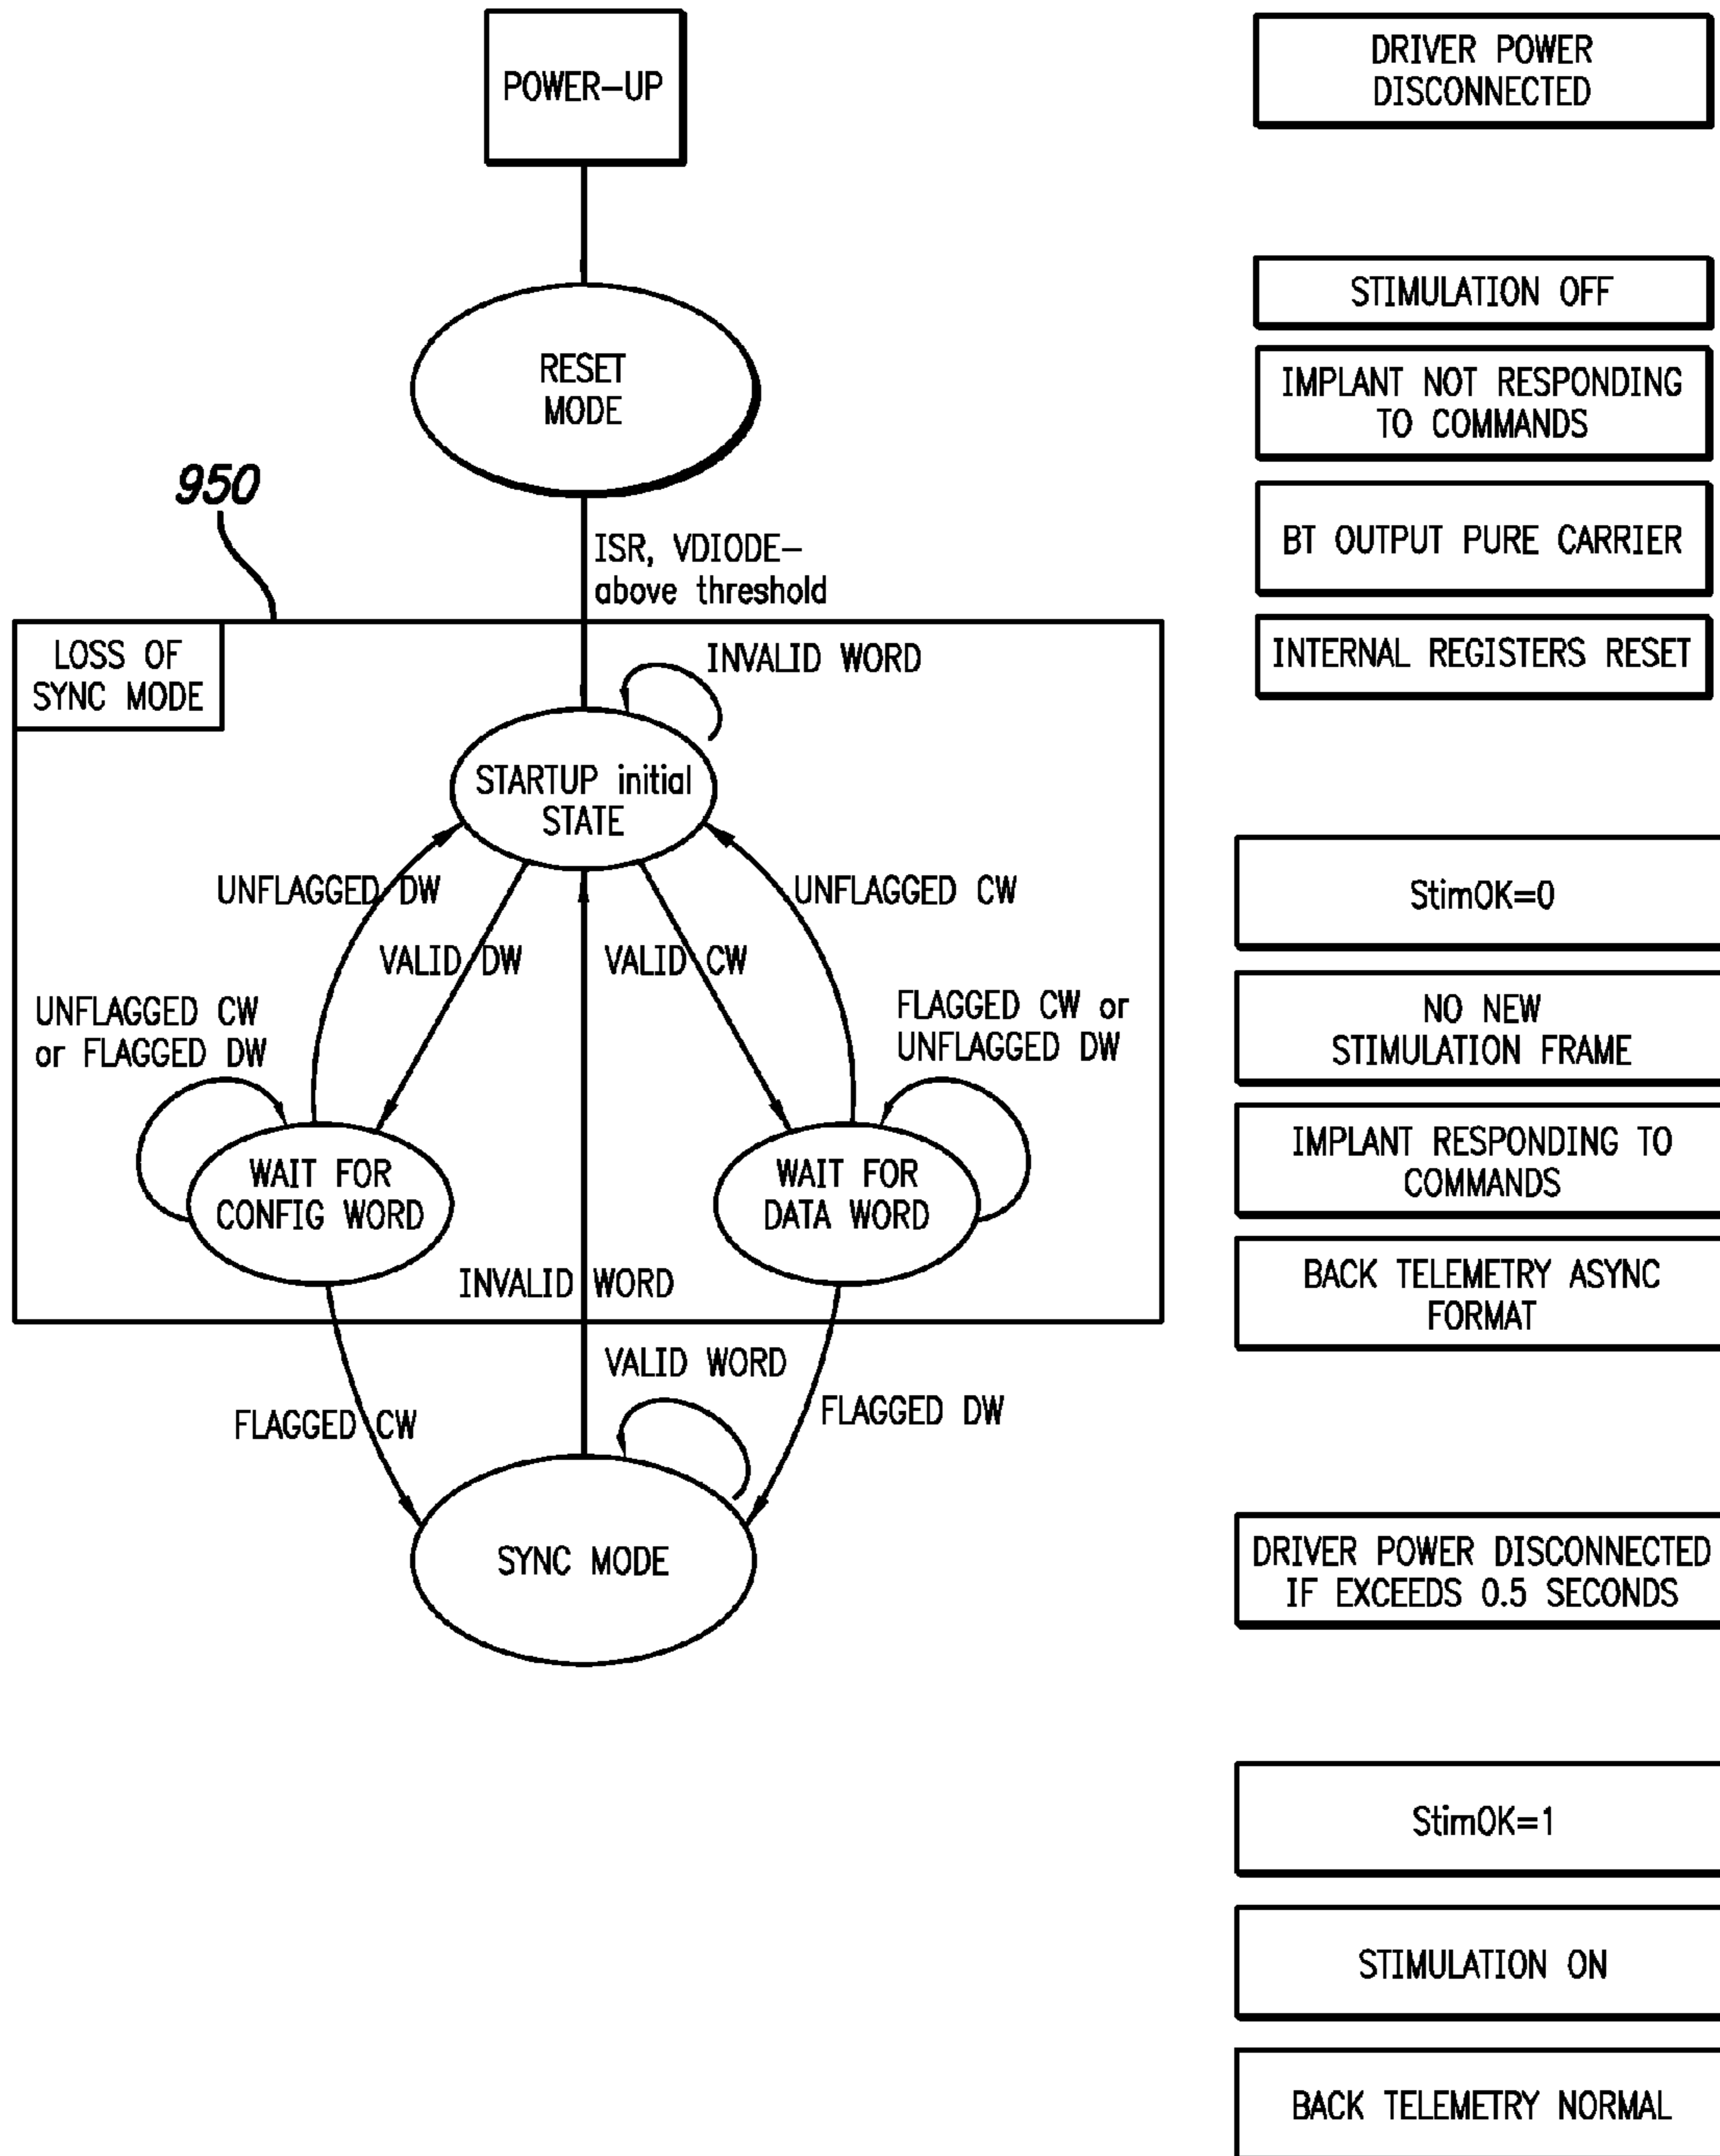 POWER-UP
DRIVER POWER
DISCONNECTED
RESET
MODE
STIMULATION OFF
IMPLANT NOT RESPONDING
TO COMMANDS
BT OUTPUT PURE CARRIER
INTERNAL REGISTERS RESET
950
ISR, VDIODE-
above threshold
LOSS OF
SYNC MODE
INVALID WORD
STARTUP initial
STATE
UNFLAGGED DW
VALID DW
VALID CW
UNFLAGGED CW
UNFLAGGED CW
or FLAGGED DW
FLAGGED CW or
UNFLAGGED DW
WAIT FOR
CONFIG WORD
WAIT FOR
DATA WORD
INVALID WORD
StimOK=0
NO NEW
STIMULATION FRAME
IMPLANT RESPONDING TO
COMMANDS
BACK TELEMETRY ASYNC
FORMAT
VALID WORD
FLAGGED CW
FLAGGED DW
SYNC MODE
DRIVER POWER DISCONNECTED
IF EXCEEDS 0.5 SECONDS
StimOK=1
STIMULATION ON
BACK TELEMETRY NORMAL